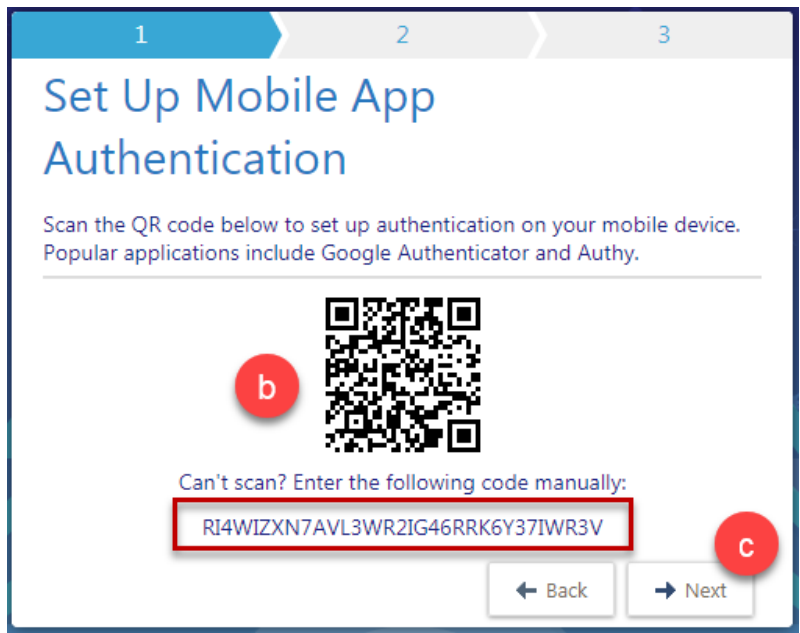 1 2 3
Set Up Mobile App
Authentication
Scan the QR code below to set up authentication on your mobile device.
Popular applications include Google Authenticator and Authy.
b
Can't scan? Enter the following code manually:
RI4WIZXN7AVL3WR2IG46RRK6Y37IWR3V
c
Back Next